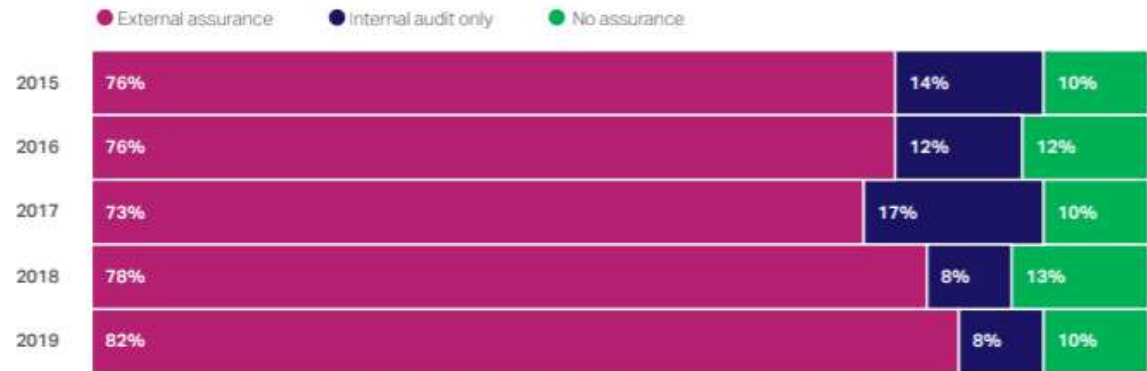 External assurance Internal audit only No assurance
2015 76% 14% 10%
2016 76% 12% 12%
2017 73% 17% 10%
2018 78% 8% 13%
2019 82% 8% 10%